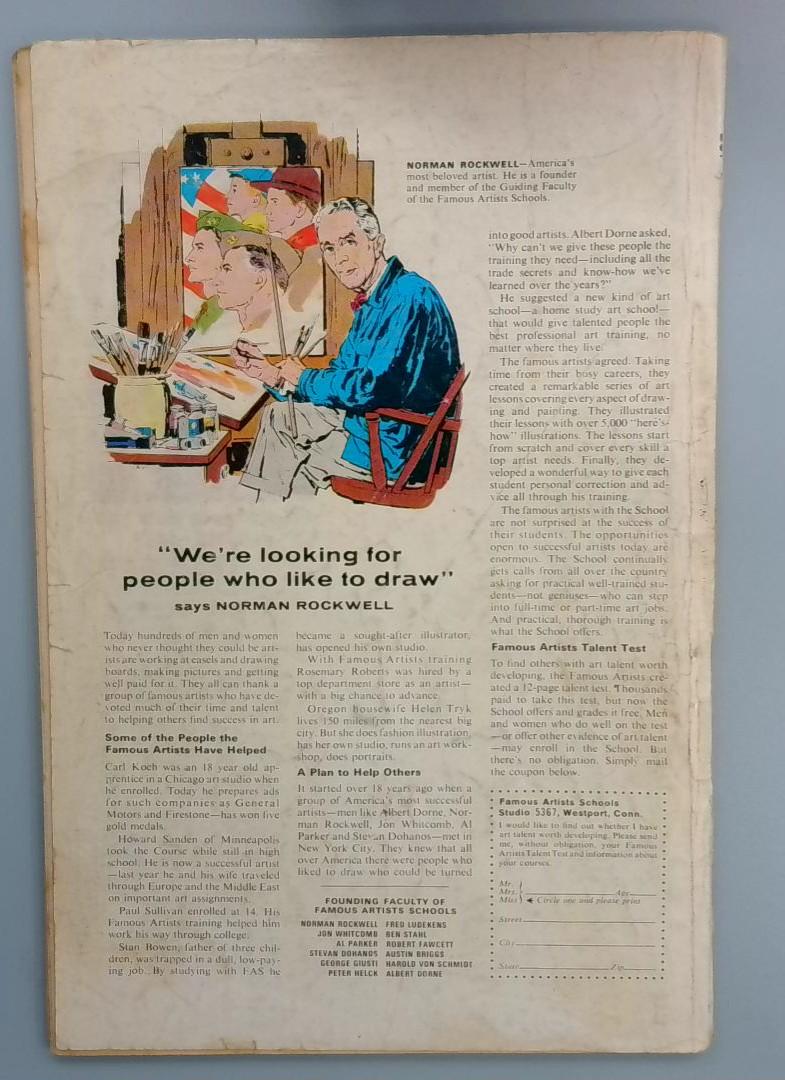 NORMAN ROCKWELL—America's
most beloved artist. He is a founder
and member of the Guiding Faculty
of the Famous Artists Schools.
"We're looking for
people who like to draw"
says NORMAN ROCKWELL
Today hundreds of men and women
who never thought they could be art-
ists are working at easels and drawing
boards, making pictures and getting
well paid for it. They all can thank a
group of famous artists who have de-
voted much of their time and talent
to helping others find success in art.
Some of the People the
Famous Artists Have Helped
Carl Koch was an 18 year old ap-
prentice in a Chicago art studio when
he enrolled. Today he prepares ads
for such companies as General
Motors and Firestone—has won five
gold medals.
Howard Sanden of Minneapolis
took the Course while still in high
school. He is now a successful artist
—last year he and his wife traveled
through Europe and the Middle East
on important art assignments.
Paul Sullivan enrolled at 14. His
Famous Artists training helped him
work his way through college.
Stan Bowen, father of three chil-
dren, was trapped in a dull, low-pay-
ing job. By studying with FAS he
became a sought-after illustrator,
has opened his own studio.
With Famous Artists training
Rosemary Roberts was hired by a
top department store as an artist—
with a big chance to advance.
Oregon housewife Helen Tryk
lives 150 miles from the nearest big
city. But she does fashion illustration,
has her own studio, runs an art work-
shop, does portraits.
A Plan to Help Others
It started over 18 years ago when a
group of America's most successful
artists—men like Albert Dorne, Nor-
man Rockwell, Jon Whitcomb, Al
Parker and Stevan Dohanos—met in
New York City. They knew that all
over America there were people who
liked to draw who could be turned
FOUNDING FACULTY OF
FAMOUS ARTISTS SCHOOLS
NORMAN ROCKWELL FRED LUDEKENS
JON WHITCOMB BEN STAHL
AL PARKER ROBERT FAWCETT
STEVAN DOHANOS AUSTIN BRIGGS
GEORGE GIUSTI HAROLD VON SCHMIDT
PETER HELCK ALBERT DORNE
into good artists. Albert Dorne asked,
"Why can't we give these people the
training they need—including all the
trade secrets and know-how we've
learned over the years?"
He suggested a new kind of art
school—a home study art school—
that would give talented people the
best professional art training, no
matter where they live.
The famous artists agreed. Taking
time from their busy careers, they
created a remarkable series of art
lessons covering every aspect of draw-
ing and painting. They illustrated
their lessons with over 5,000 "here's-
how" illustrations. The lessons start
from scratch and cover every skill a
top artist needs. Finally, they de-
veloped a wonderful way to give each
student personal correction and ad-
vice all through his training.
The famous artists with the School
are not surprised at the success of
their students. The opportunities
open to successful artists today are
enormous. The School continually
gets calls from all over the country
asking for practical well-trained stu-
dents—not geniuses—who can step
into full-time or part-time art jobs.
And practical, thorough training is
what the School offers.
Famous Artists Talent Test
To find others with art talent worth
developing, the Famous Artists cre-
ated a 12-page talent test. Thousands
paid to take this test, but now the
School offers and grades it free. Men
and women who do well on the test
—or offer other evidence of art talent
—may enroll in the School. But
there's no obligation. Simply mail
the coupon below.
Famous Artists Schools
Studio 5367, Westport, Conn.
I would like to find out whether I have
art talent worth developing. Please send
me, without obligation, your Famous
Artists Talent Test and information about
your courses.
Mr.
Mrs. Age
Miss Circle one and please print
Street
City
State Zip